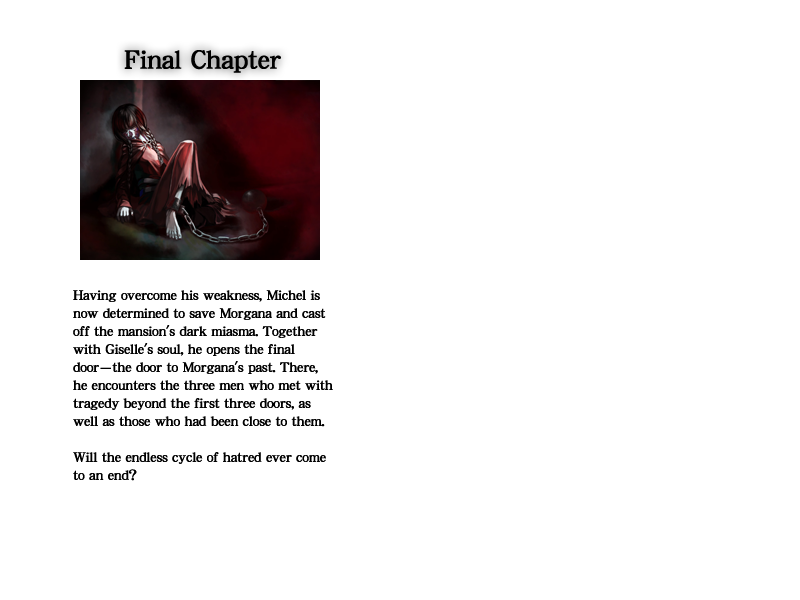 Final Chapter
Having overcome his weakness, Michel is
now determined to save Morgana and cast
off the mansion's dark miasma. Together
with Giselle's soul, he opens the final
door—the door to Morgana's past. There,
he encounters the three men who met with
tragedy beyond the first three doors, as
well as those who had been close to them.
Will the endless cycle of hatred ever come
to an end?